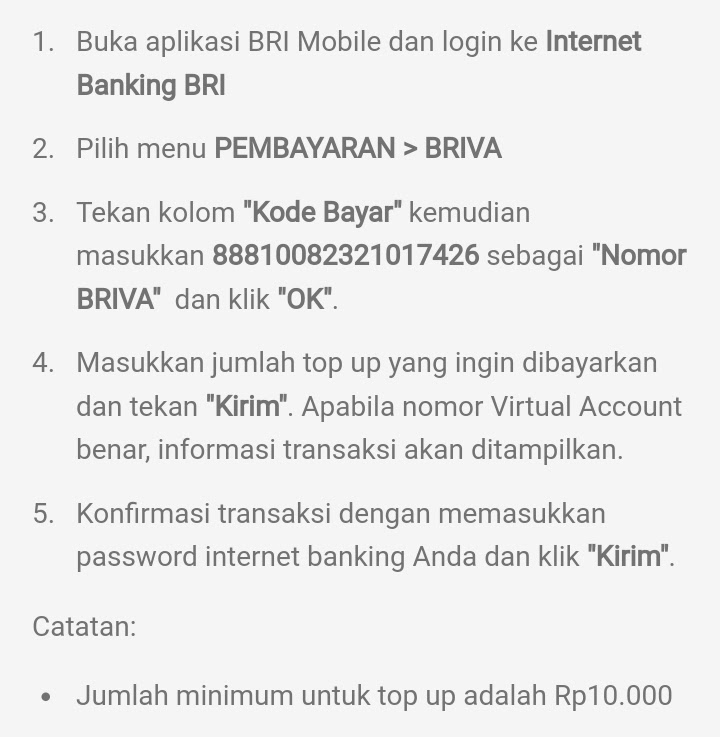 1. Buka aplikasi BRI Mobile dan login ke Internet
Banking BRI
2. Pilih menu PEMBAYARAN > BRIVA
3. Tekan kolom "Kode Bayar" kemudian
masukkan 88810082321017426 sebagai "Nomor
BRIVA" dan klik "OK".
4. Masukkan jumlah top up yang ingin dibayarkan
dan tekan "Kirim". Apabila nomor Virtual Account
benar, informasi transaksi akan ditampilkan.
5. Konfirmasi transaksi dengan memasukkan
password internet banking Anda dan klik "Kirim".
Catatan:
• Jumlah minimum untuk top up adalah Rp10.000